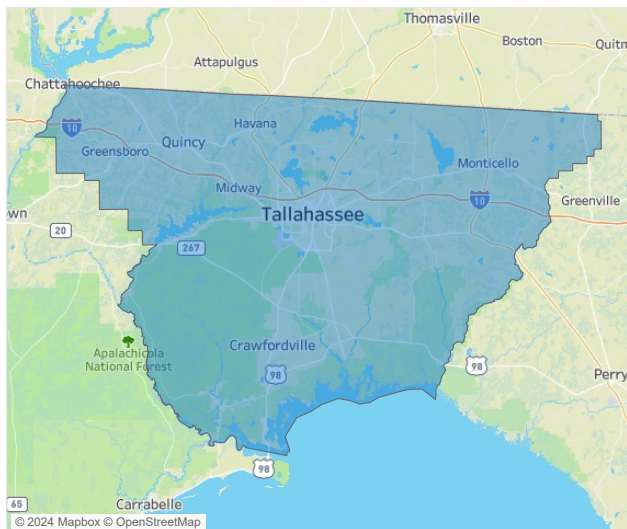 Thomasville
Boston
Quitm
Attapulgus
Chattahoochee
Havana
10
Quincy
Greensboro
Monticello
Midway
10
Greenville
Tallahassee
own
20
267
Crawfordville
Apalachicola
National Forest
98
98
Perry
98
Carrabelle
65
© 2024 Mapbox © OpenStreetMap